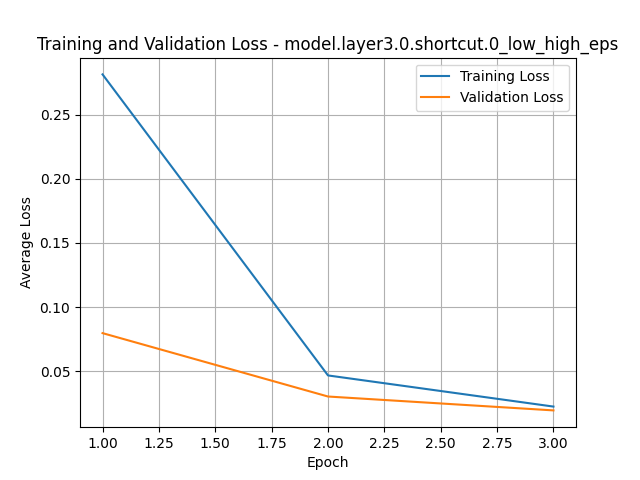 Training and Validation Loss - model.layer3.0.shortcut.0_low_high_eps
Training Loss
Validation Loss
0.25
0.20
0.15
0.10
0.05
Average Loss
1.00 1.25 1.50 1.75 2.00 2.25 2.50 2.75 3.00
Epoch